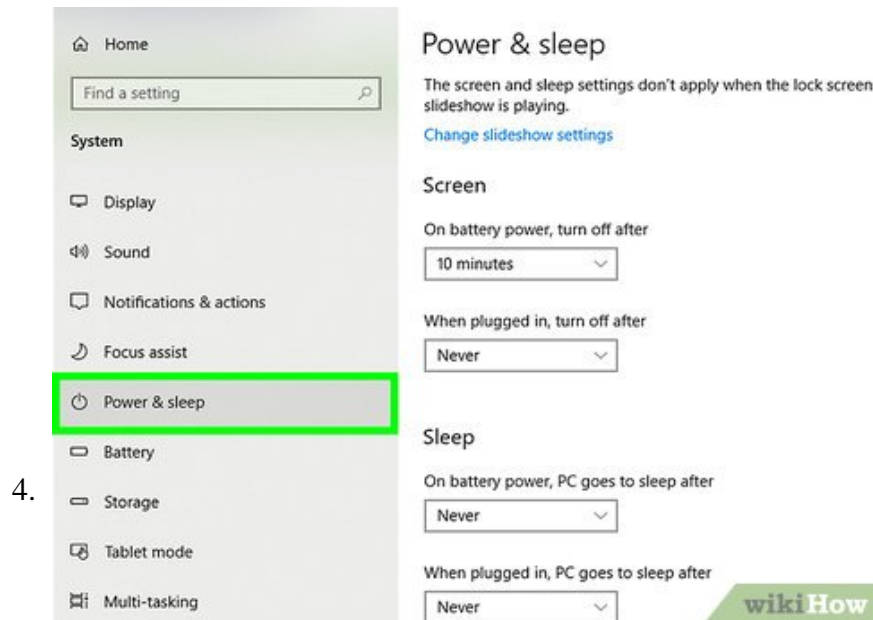 Home
Find a setting
System
Display
Sound
Notifications & actions
Focus assist
Power & sleep
Battery
4.
Storage
Tablet mode
Multi-tasking
Power & sleep
The screen and sleep settings don't apply when the lock screen
slideshow is playing.
Change slideshow settings
Screen
On battery power, turn off after
10 minutes
When plugged in, turn off after
Never
Sleep
On battery power, PC goes to sleep after
Never
When plugged in, PC goes to sleep after
Never
wikiHow